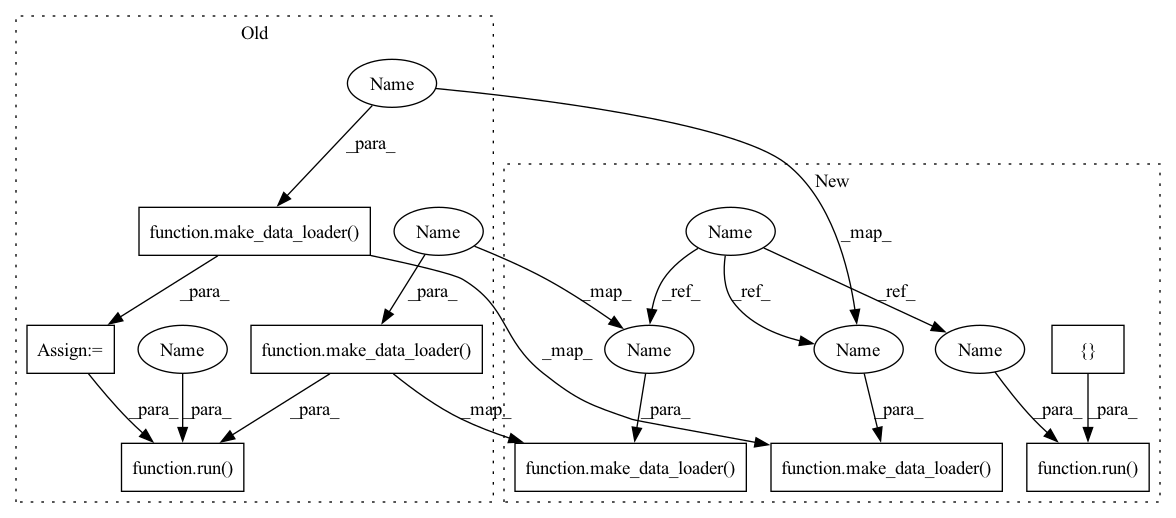 Old
Name
_para_
New
function.make_data_loader()
Name
Name
_map_
_para_
_para_
_map_
_ref_
_ref_
_ref_
Assign:=
Name
function.make_data_loader()
_map_
Name
Name
Name
{}
_para_
_para_
_para_
_map_
_para_
_para_
_para_
_para_
function.run()
function.make_data_loader()
function.make_data_loader()
function.run()